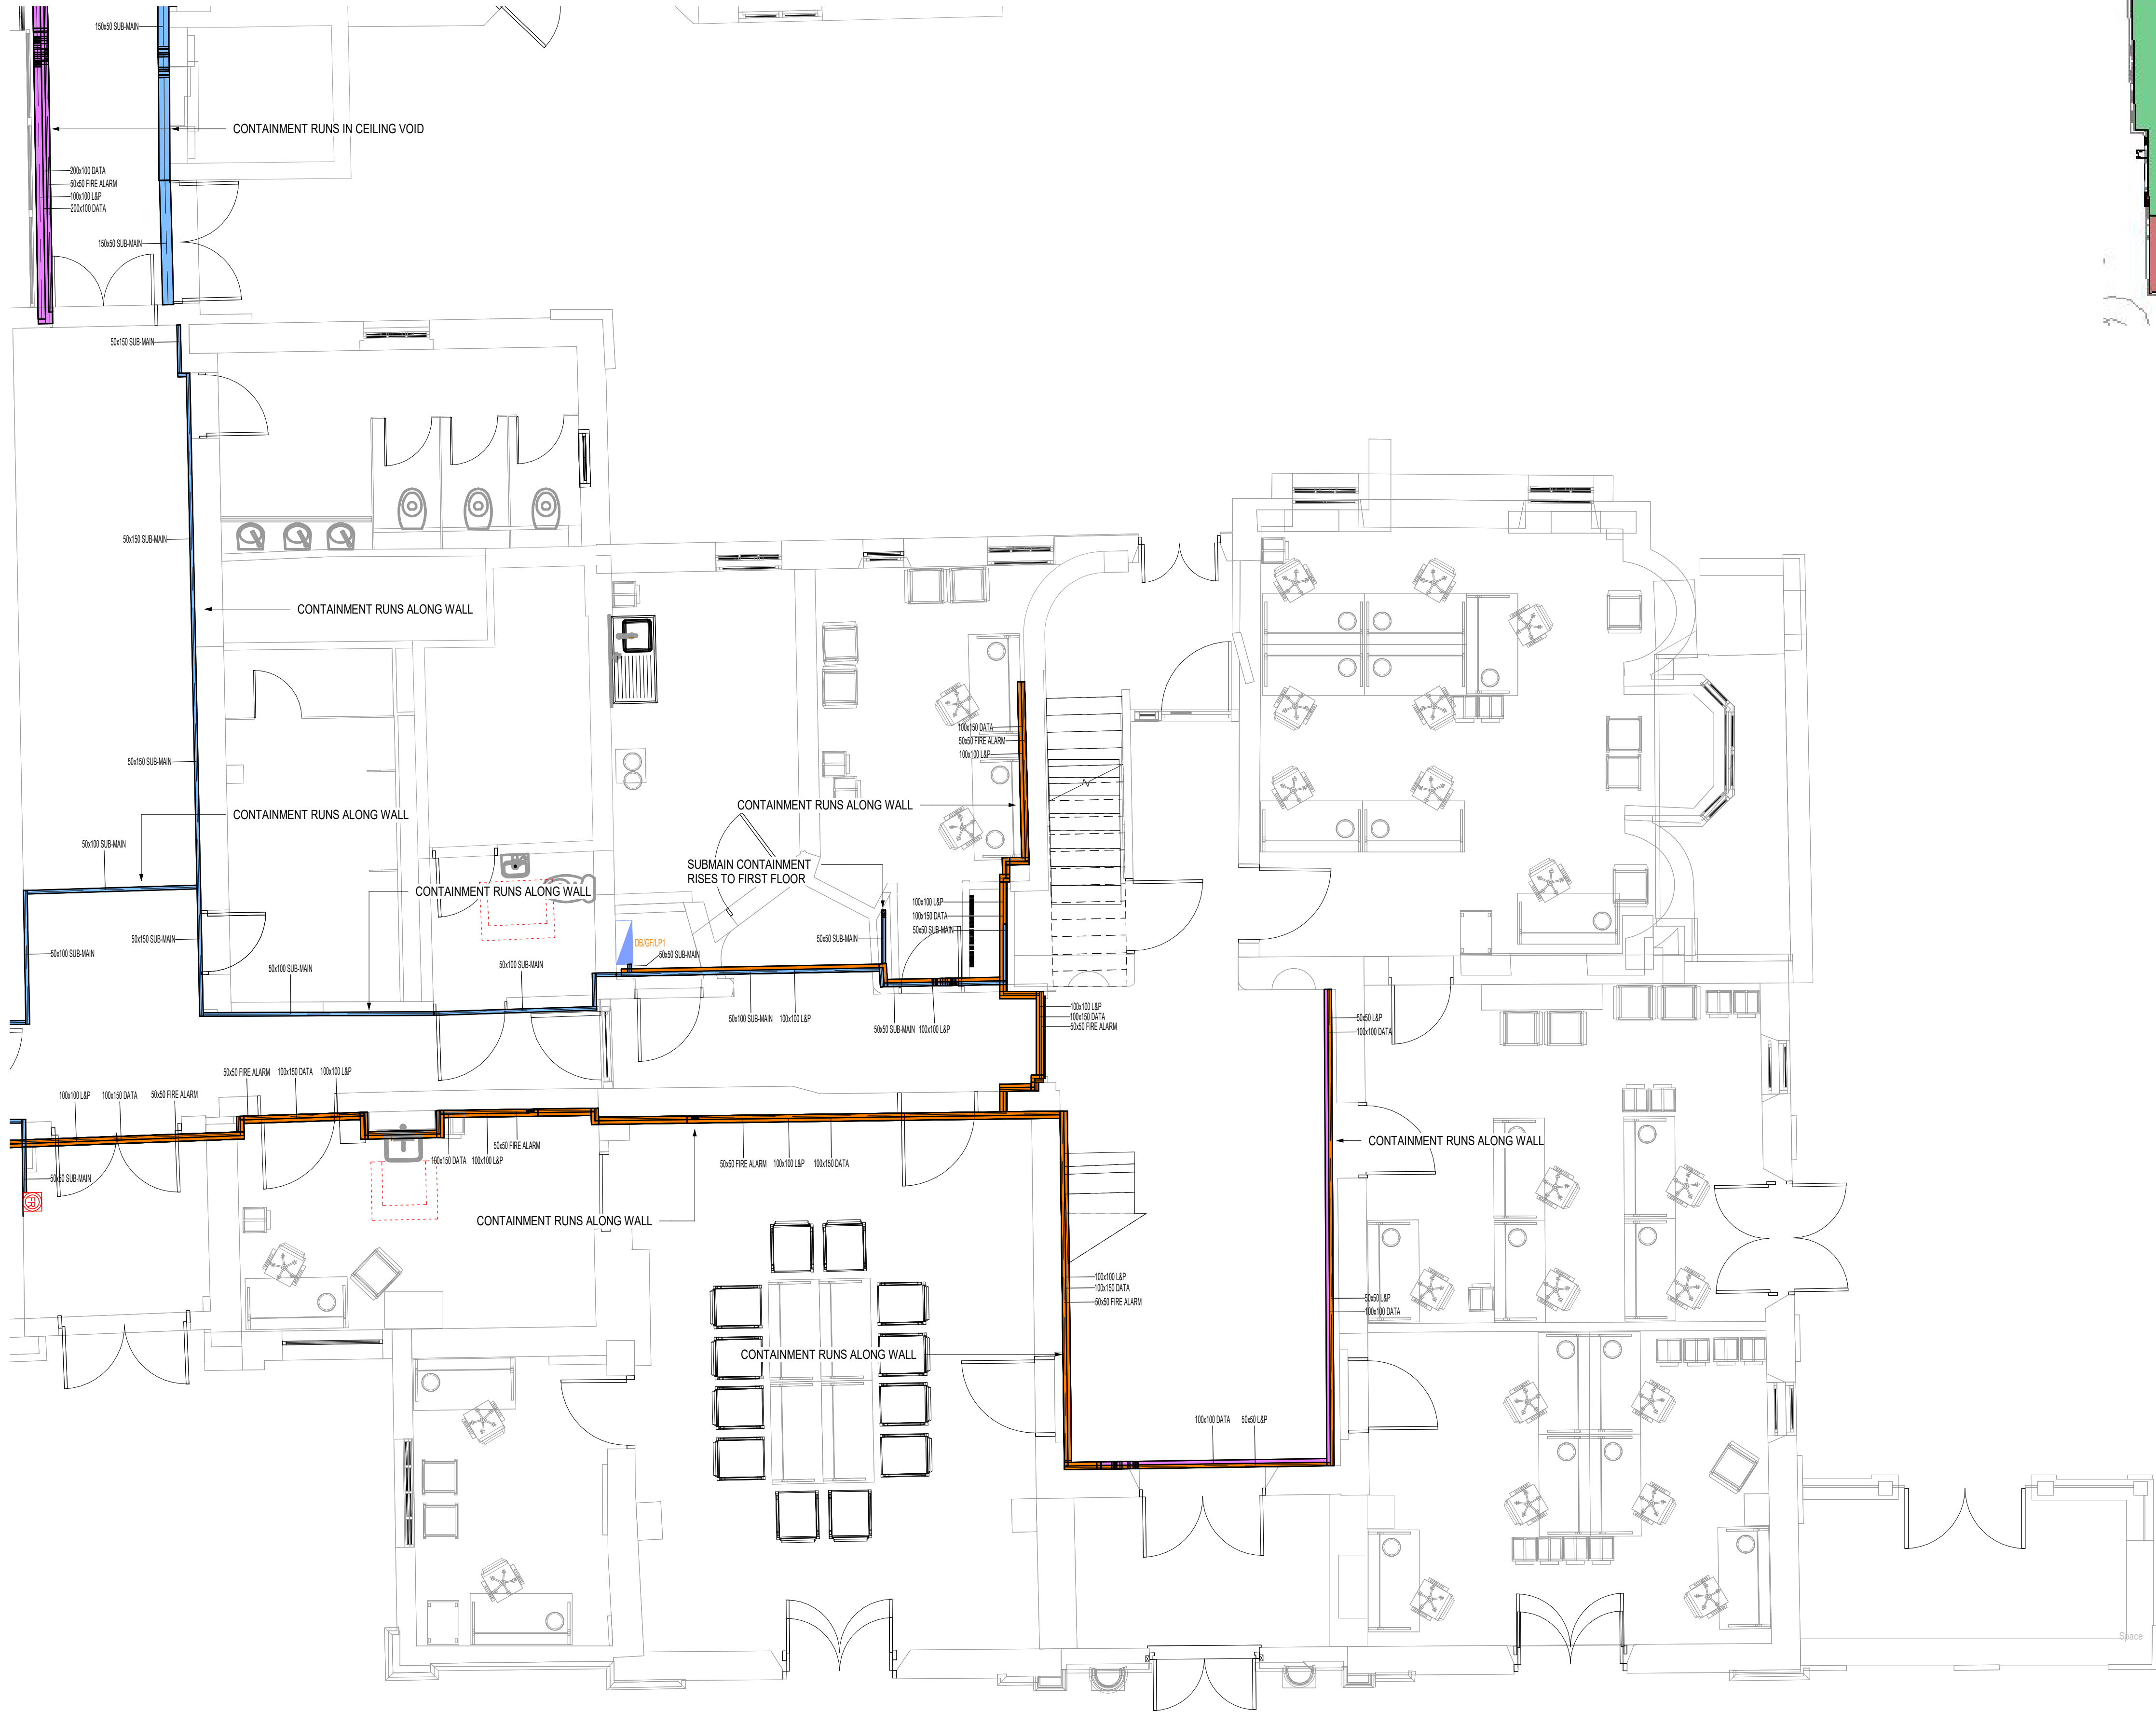 150x50 SUB-MAIN
CONTAINMENT RUNS IN CEILING VOID
200x100 DATA
50x50 FIRE ALARM
100x100 L&P
200x100 DATA
150x50 SUB-MAIN
50x150 SUB-MAIN
50x150 SUB-MAIN
CONTAINMENT RUNS ALONG WALL
100x150 DATA
50x50 FIRE ALARM
100x100 L&P
50x150 SUB-MAIN
CONTAINMENT RUNS ALONG WALL
CONTAINMENT RUNS ALONG WALL
50x100 SUB-MAIN
SUBMAIN CONTAINMENT
RISES TO FIRST FLOOR
CONTAINMENT RUNS ALONG WALL
100x100 L&P
100x150 DATA
50x50 SUB-MAIN
50x150 SUB-MAIN
50x50 SUB-MAIN
DB/GF/LP1
50x50 SUB-MAIN
50x100 SUB-MAIN
50x100 SUB-MAIN
50x100 SUB-MAIN
100x100 L&P
100x150 DATA
50x50 FIRE ALARM
50x100 SUB-MAIN
100x100 L&P
50x50 SUB-MAIN
100x100 L&P
50x50 L&P
100x100 DATA
50x50 FIRE ALARM
100x150 DATA
100x100 L&P
100x100 L&P
100x150 DATA
50x50 FIRE ALARM
CONTAINMENT RUNS ALONG WALL
50x50 FIRE ALARM
100x150 DATA
100x100 L&P
50x50 FIRE ALARM
100x100 L&P
100x150 DATA
50x50 SUB-MAIN
CONTAINMENT RUNS ALONG WALL
100x100 L&P
100x150 DATA
50x50 FIRE ALARM
50x50 L&P
100x100 DATA
CONTAINMENT RUNS ALONG WALL
100x100 DATA
50x50 L&P
Space